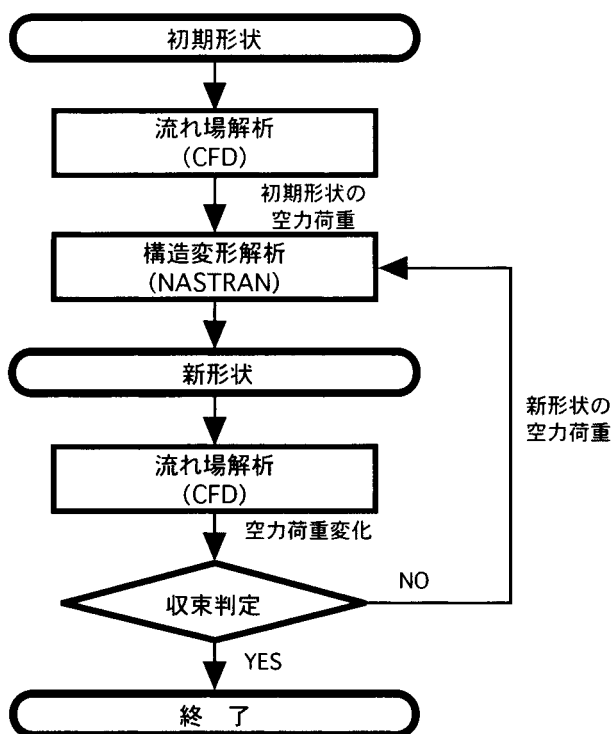 初期形状
流れ場解析
(CFD)
初期形状の
空力荷重
構造変形解析
(NASTRAN)
新形状
新形状の
空力荷重
流れ場解析
(CFD)
空力荷重変化
収束判定
NO
YES
終 了